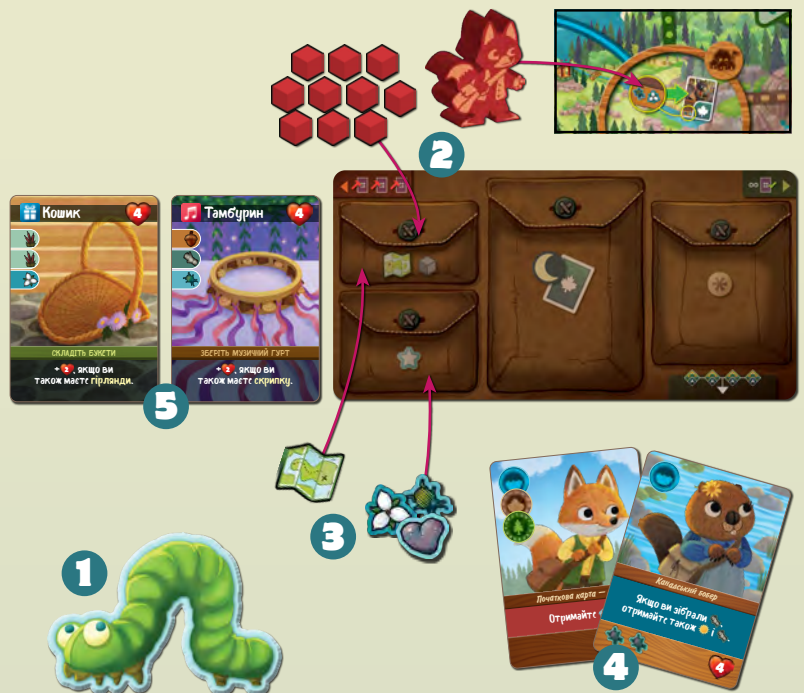 2
Кошик 4
СКЛАДІТЬ БУКЕТИ
+2, якщо ви
також маєте гірлянди.
Тамбурин 4
ЗБЕРІТЬ МУЗИЧНИЙ ГУРТ
+2, якщо ви
також маєте скрипку.
5
3
1
Початкова карта —
Отримайте
Канадський бобер
Якщо ви зібрали
отримайте також і
4
4